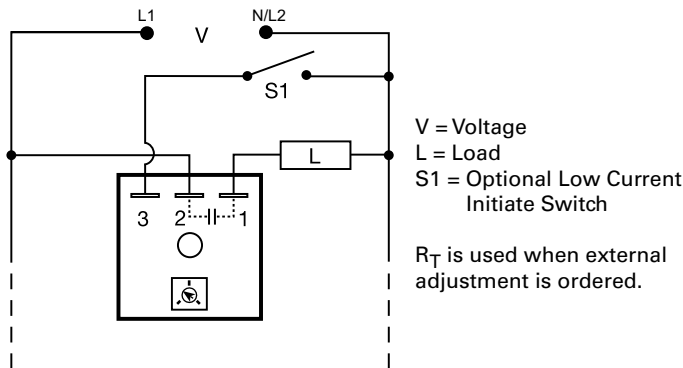 L1
N/L2
V
S1
L
3
2
1
V = Voltage
L = Load
S1 = Optional Low Current
Initiate Switch
RT is used when external
adjustment is ordered.